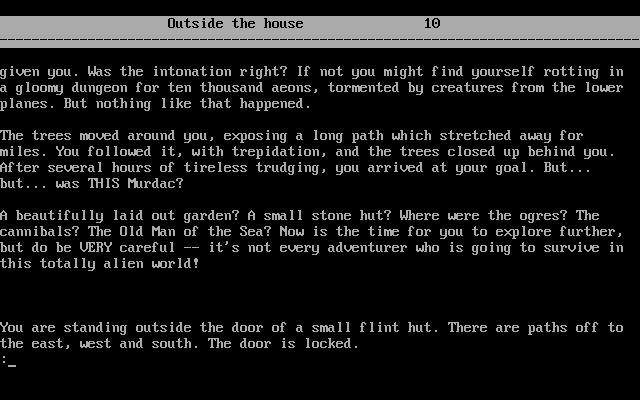 Outside the house 10
given you. Was the intonation right? If not you might find yourself rotting in
a gloomy dungeon for ten thousand aeons, tormented by creatures from the lower
planes. But nothing like that happened.
The trees moved around you, exposing a long path which stretched away for
miles. You followed it, with trepidation, and the trees closed up behind you.
After several hours of tireless trudging, you arrived at your goal. But...
but... was THIS Murdac?
A beautifully laid out garden? A small stone hut? Where were the ogres? The
cannibals? The Old Man of the Sea? Now is the time for you to explore further,
but do be VERY careful -- it's not every adventurer who is going to survive in
this totally alien world!
You are standing outside the door of a small flint hut. There are paths off to
the east, west and south. The door is locked.
:_